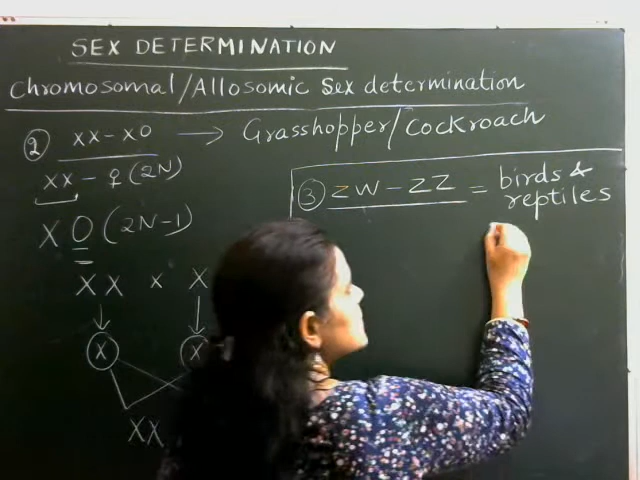 SEX DETERMINATION
Chromosomal/Allosomic Sex determination
② XX - XO → Grasshopper/Cockroach
XX - ♀ (2N)
XO (2N-1)
XX × X
X X
XX
③ ZW - ZZ = birds &
reptiles